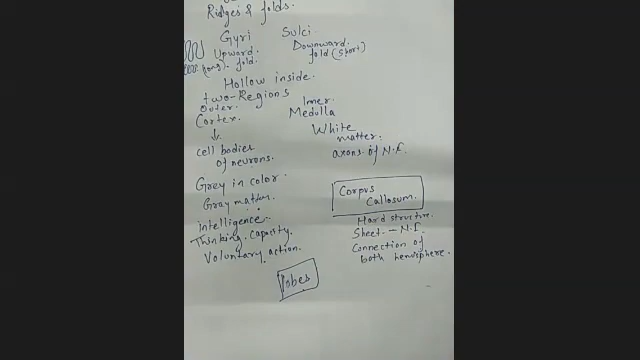 Ridges & folds.
Gyri Sulci
Upward Downward.
(long) fold. fold (short)
Hollow inside.
two-Regions
Outer. Inner.
Cortex. Medulla
White
matter.
cell bodies
of neurons.
axons of N.F.
Grey in color.
Gray matter.
Corpus
Callosum.
intelligence.
Thinking. Capacity.
Voluntary action.
Hard structure.
Sheet - N.F.
Connection of
both hemisphere.
lobes